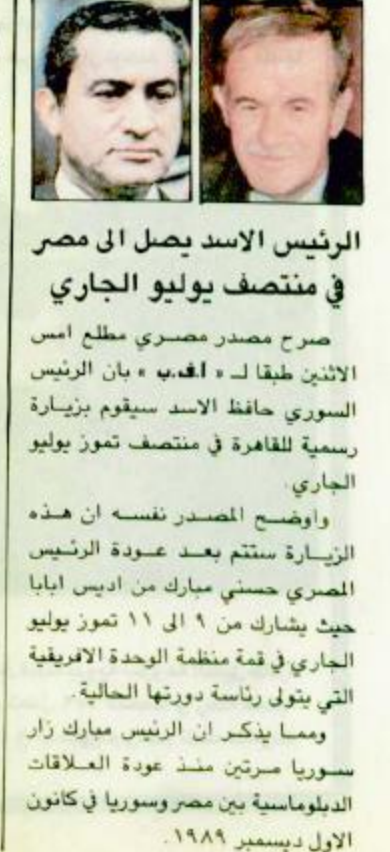 الرئيس الاسد يصل الى مصر
في منتصف يوليو الجاري
صرح مصدر مصري مطلع امس
الاثنين طبقا لـ « أ.ف.ب » بان الرئيس
السوري حافظ الاسد سيقوم بزيارة
رسمية للقاهرة في منتصف تموز يوليو
الجاري.
واوضح المصدر نفسه ان هذه
الزيارة ستتم بعد عودة الرئيس
المصري حسني مبارك من اديس ابابا
حيث يشارك من ٩ الى ١١ تموز يوليو
الجاري في قمة منظمة الوحدة الافريقية
التي يتولى رئاسة دورتها الحالية.
ومما يذكر ان الرئيس مبارك زار
سوريا مرتين منذ عودة العلاقات
الدبلوماسية بين مصر وسوريا في كانون
الاول ديسمبر ١٩٨٩.